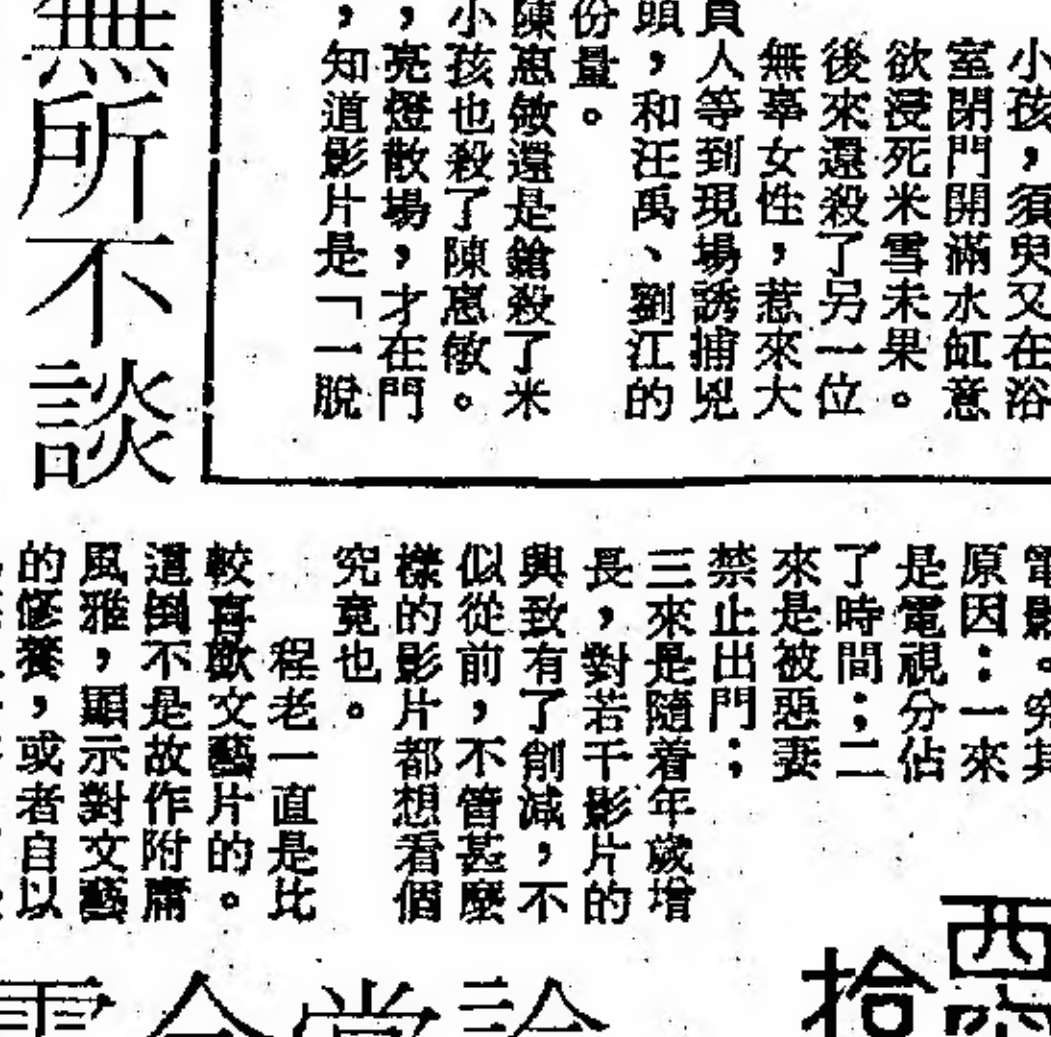 小孩，須臾又在浴
室閉門開滿水缸意
欲浸死米雪未果。
後來還殺了另一位
無辜女性，惹來大
人等到現場誘捕兇
頭，和汪禹、劉江的
份量。
陳惠敏還是鎗殺了米
小孩也殺了陳惠敏。
，亮燈散場，才在門
，知道影片是「一脫
無所不談
電影。究其
原因：一來
是電視分佔
了時間；二
來是被惡妻
禁止出門；
三來是隨着年歲增
長，對若干影片的
興致有了創減，不
似從前，不管甚麼
樣的影片都想看個
究竟也。
程老一直是比
較喜歡文藝片的。
這倒不是故作附庸
風雅，顯示對文藝
的修養，或者自以
西
拾